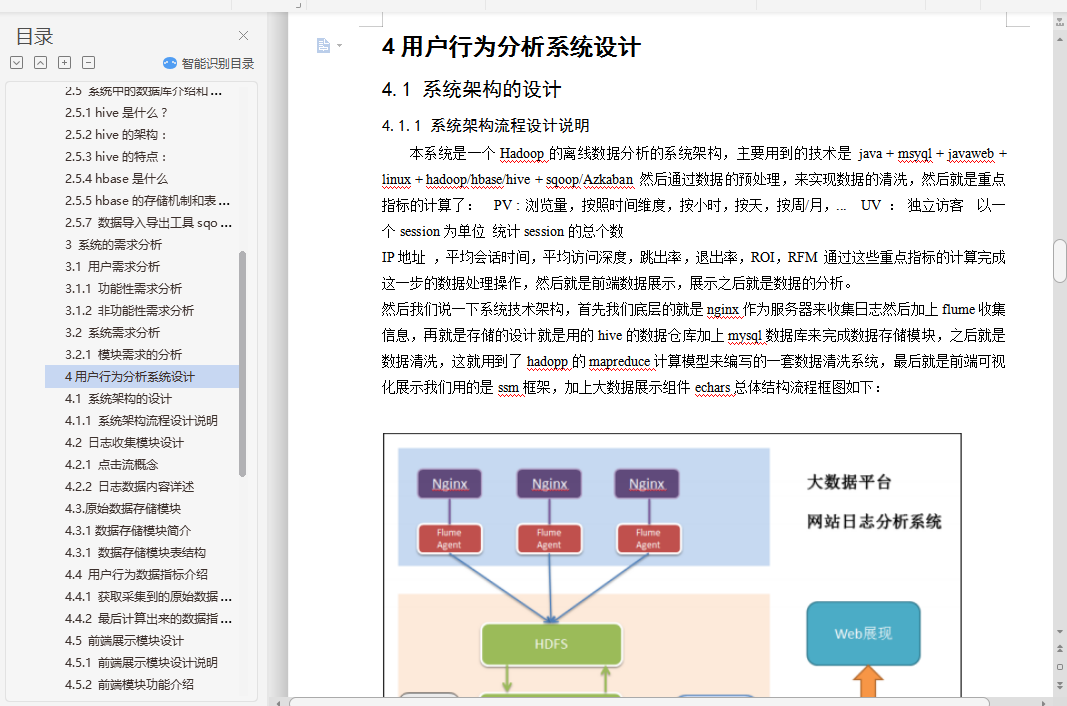 目录
智能识别目录
2.5 系统中的数据库介绍和...
2.5.1 hive 是什么？
2.5.2 hive 的架构：
2.5.3 hive 的特点：
2.5.4 hbase 是什么
2.5.5 hbase 的存储机制和表...
2.5.7 数据导入导出工具 sqo...
3 系统的需求分析
3.1 用户需求分析
3.1.1 功能性需求分析
3.1.2 非功能性需求分析
3.2 系统需求分析
3.2.1 模块需求的分析
4 用户行为分析系统设计
4.1 系统架构的设计
4.1.1 系统架构流程设计说明
4.2 日志收集模块设计
4.2.1 点击流概念
4.2.2 日志数据内容详述
4.3.原始数据存储模块
4.3.1 数据存储模块简介
4.3.1 数据存储模块表结构
4.4 用户行为数据指标介绍
4.4.1 获取采集到的原始数据...
4.4.2 最后计算出来的数据指...
4.5 前端展示模块设计
4.5.1 前端展示模块设计说明
4.5.2 前端模块功能介绍
4 用户行为分析系统设计
4.1 系统架构的设计
4.1.1 系统架构流程设计说明
本系统是一个 Hadoop 的离线数据分析的系统架构，主要用到的技术是 java + msyql + javaweb +
linux + hadoop/hbase/hive + sqoop/Azkaban 然后通过数据的预处理，来实现数据的清洗，然后就是重点
指标的计算了： PV : 浏览量，按照时间维度，按小时，按天，按周/月，... UV ： 独立访客 以一
个 session 为单位 统计 session 的总个数
IP 地址 ，平均会话时间，平均访问深度，跳出率，退出率，ROI，RFM 通过这些重点指标的计算完成
这一步的数据处理操作，然后就是前端数据展示，展示之后就是数据的分析。
然后我们说一下系统技术架构，首先我们底层的就是 nginx 作为服务器来收集日志然后加上 flume 收集
信息，再就是存储的设计就是用的 hive 的数据仓库加上 mysql 数据库来完成数据存储模块，之后就是
数据清洗，这就用到了 hadopp 的 mapreduce 计算模型来编写的一套数据清洗系统，最后就是前端可视
化展示我们用的是 ssm 框架，加上大数据展示组件 echars 总体结构流程框图如下：
Nginx Nginx Nginx
大数据平台
网站日志分析系统
Flume Agent Flume Agent Flume Agent
HDFS
Web展现